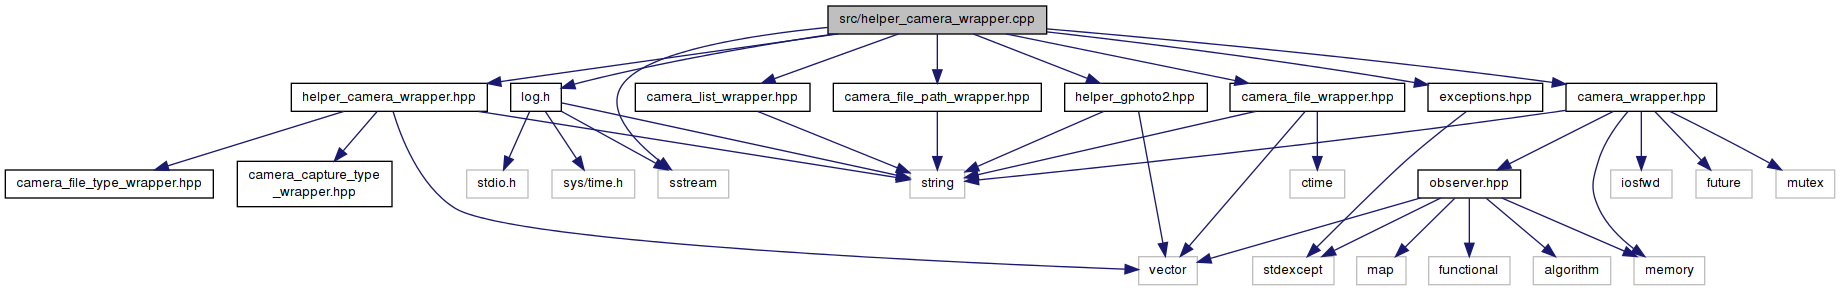 src/helper_camera_wrapper.cpp
helper_camera_wrapper.hpp
log.h
camera_list_wrapper.hpp
camera_file_path_wrapper.hpp
helper_gphoto2.hpp
camera_file_wrapper.hpp
exceptions.hpp
camera_wrapper.hpp
camera_file_type_wrapper.hpp
camera_capture_type
_wrapper.hpp
stdio.h
sys/time.h
sstream
string
ctime
observer.hpp
iosfwd
future
mutex
vector
stdexcept
map
functional
algorithm
memory